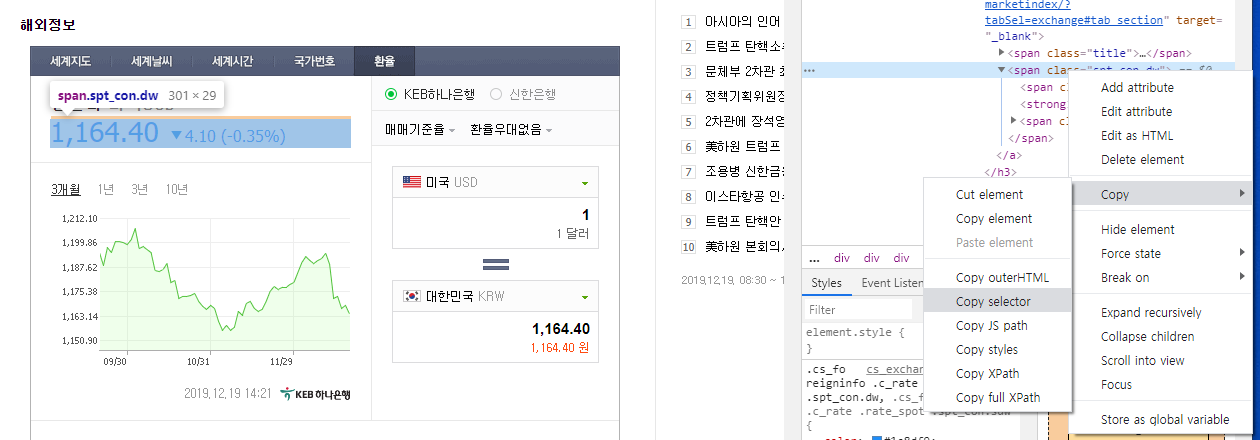 해외정보
세계지도 세계날씨 세계시간 국가번호 환율
span.spt_con.dw 301 × 29
1,164.40 ▼4.10 (-0.35%)
3개월 1년 3년 10년
1,212.10
1,199.86
1,187.62
1,175.38
1,163.14
1,150.90
09/30 10/31 11/29
2019.12.19 14:21 KEB 하나은행
KEB하나은행 신한은행
매매기준율 환율우대없음
미국 USD
1
1 달러
대한민국 KRW
1,164.40
1,164.40 원
1 아시아의 인어
2 트럼프 탄핵소
3 문체부 2차관 최
4 정책기획위원장
5 2차관에 장석영
6 美하원 트럼프
7 조용병 신한금융
8 이스타항공 인수
9 트럼프 탄핵안
10 美하원 본회의
2019.12.19. 08:30 ~ 1
marketindex/?
tabSel=exchange#tab_section" target=
"_blank">
▶<span class="title">…</span>
… ▼<span class="spt_con.dw"> == $0
<span c
<strong
▶<span c
</span>
</a>
</h3>
... div div div
Styles Event Listen
Filter
element.style {
}
.cs_fo cs_exchan
reigninfo .c_rate
.spt_con.dw, .cs_f
.c_rate .rate_spot .spt_con.sdw
{
color: #1e8df0;
Add attribute
Edit attribute
Edit as HTML
Delete element
Copy
Hide element
Force state
Break on
Expand recursively
Collapse children
Scroll into view
Focus
Store as global variable
Cut element
Copy element
Paste element
Copy outerHTML
Copy selector
Copy JS path
Copy styles
Copy XPath
Copy full XPath